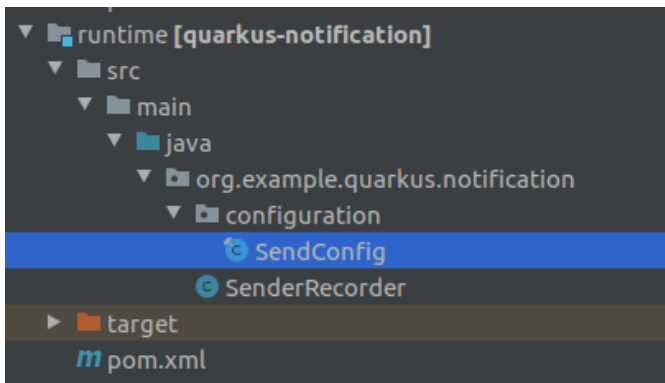 runtime [quarkus-notification]
src
main
java
org.example.quarkus.notification
configuration
SendConfig
SenderRecorder
target
pom.xml